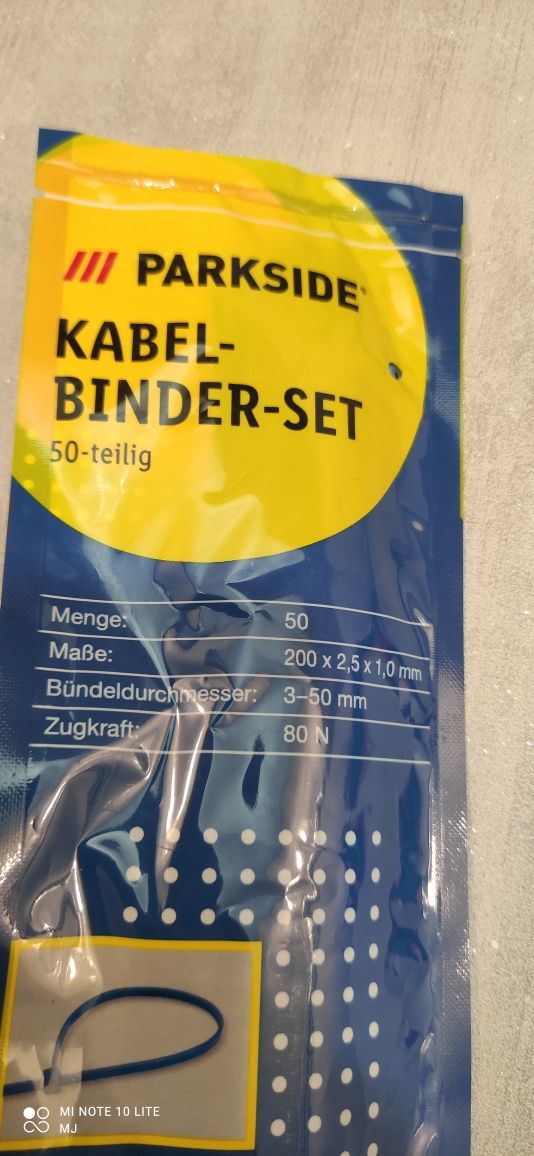 /// PARKSIDE®
KABEL-
BINDER-SET
50-teilig
Menge: 50
Maße: 200 x 2,5 x 1,0 mm
Bündeldurchmesser: 3–50 mm
Zugkraft: 80 N
MI NOTE 10 LITE
MJ